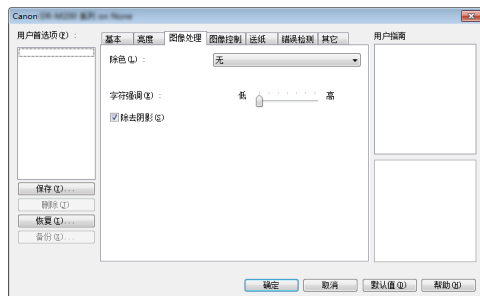 Canon on None
用户首选项(P)：
基本 亮度 图像处理 图像控制 送纸 错误检测 其它
用户指南
除色(L)：
无
字符强调(E)：
低 高
除去阴影(S)
保存(V)...
删除(J)
恢复(T)...
备份(K)...
确定 取消 默认值(D) 帮助(H)